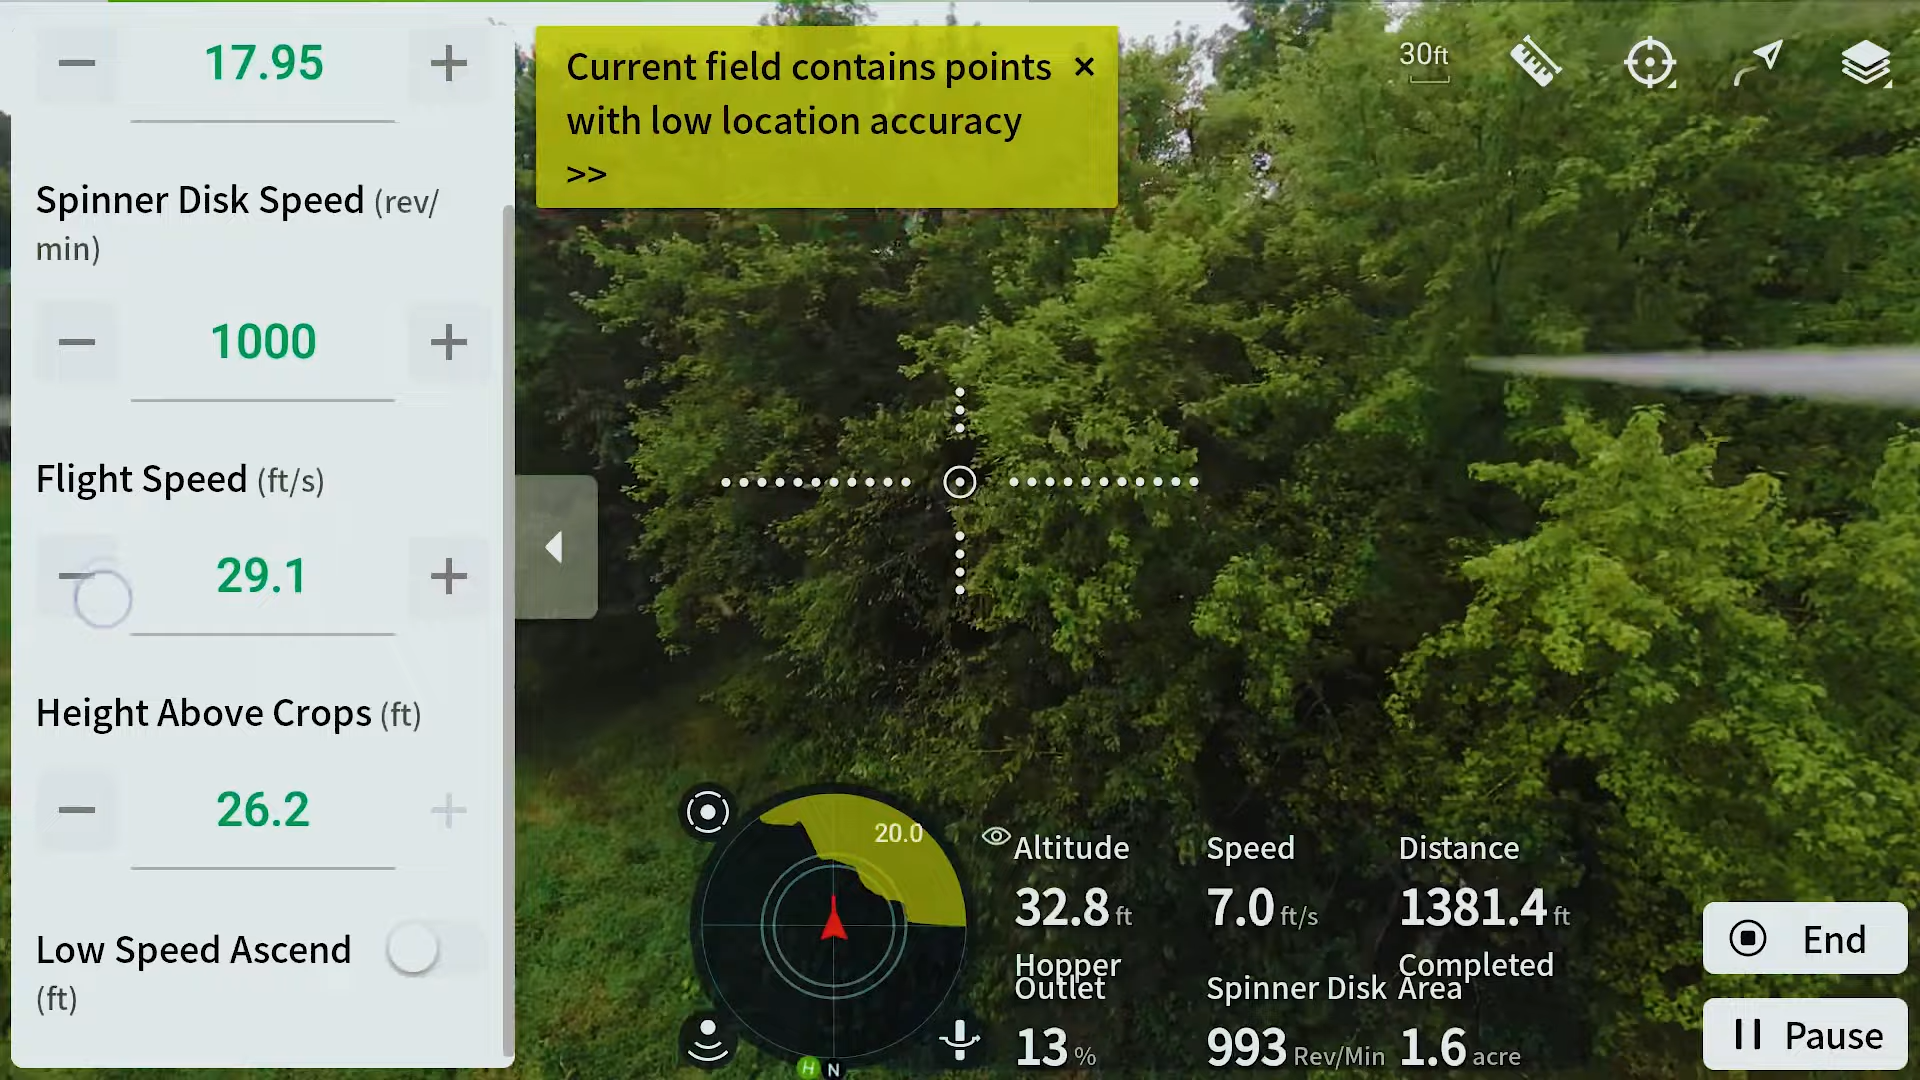 17.95
Spinner Disk Speed (rev/
min)
1000
Flight Speed (ft/s)
29.1
Height Above Crops (ft)
26.2
Low Speed Ascend
(ft)
Current field contains points
with low location accuracy
>>
30ft
20.0
H N
Altitude Speed Distance
32.8 ft 7.0 ft/s 1381.4 ft
Hopper
Outlet
Spinner Disk
Completed
Area
13 % 993 Rev/Min 1.6 acre
End
Pause